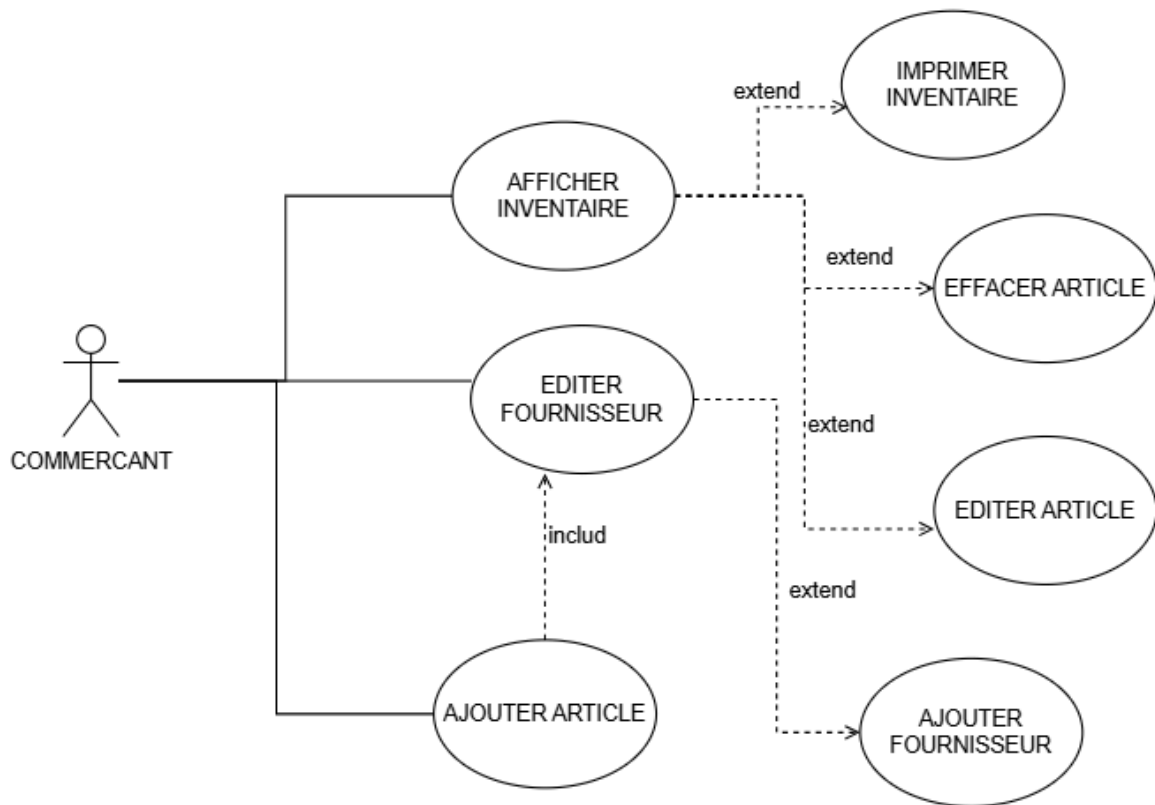 IMPRIMER
INVENTAIRE
extend
AFFICHER
INVENTAIRE
extend
EFFACER ARTICLE
EDITER
FOURNISSEUR
extend
COMMERCANT
EDITER ARTICLE
includ
extend
AJOUTER ARTICLE
AJOUTER
FOURNISSEUR